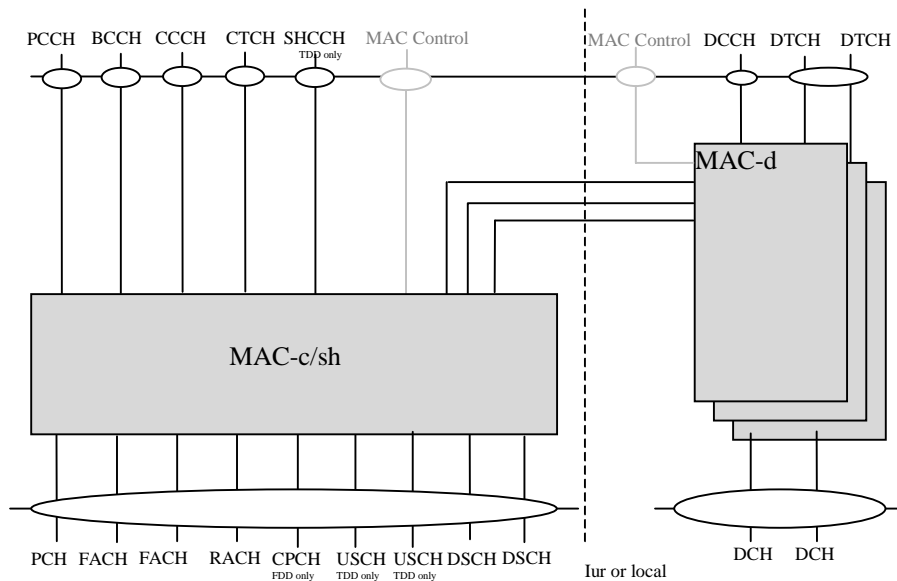 PCCH BCCH CCCH CTCH SHCCH MAC Control MAC Control DCCH DTCH DTCH
TDD only
MAC-d
MAC-c/sh
PCH FACH FACH RACH CPCH USCH USCH DSCH DSCH DCH DCH
FDD only TDD only TDD only
Iur or local